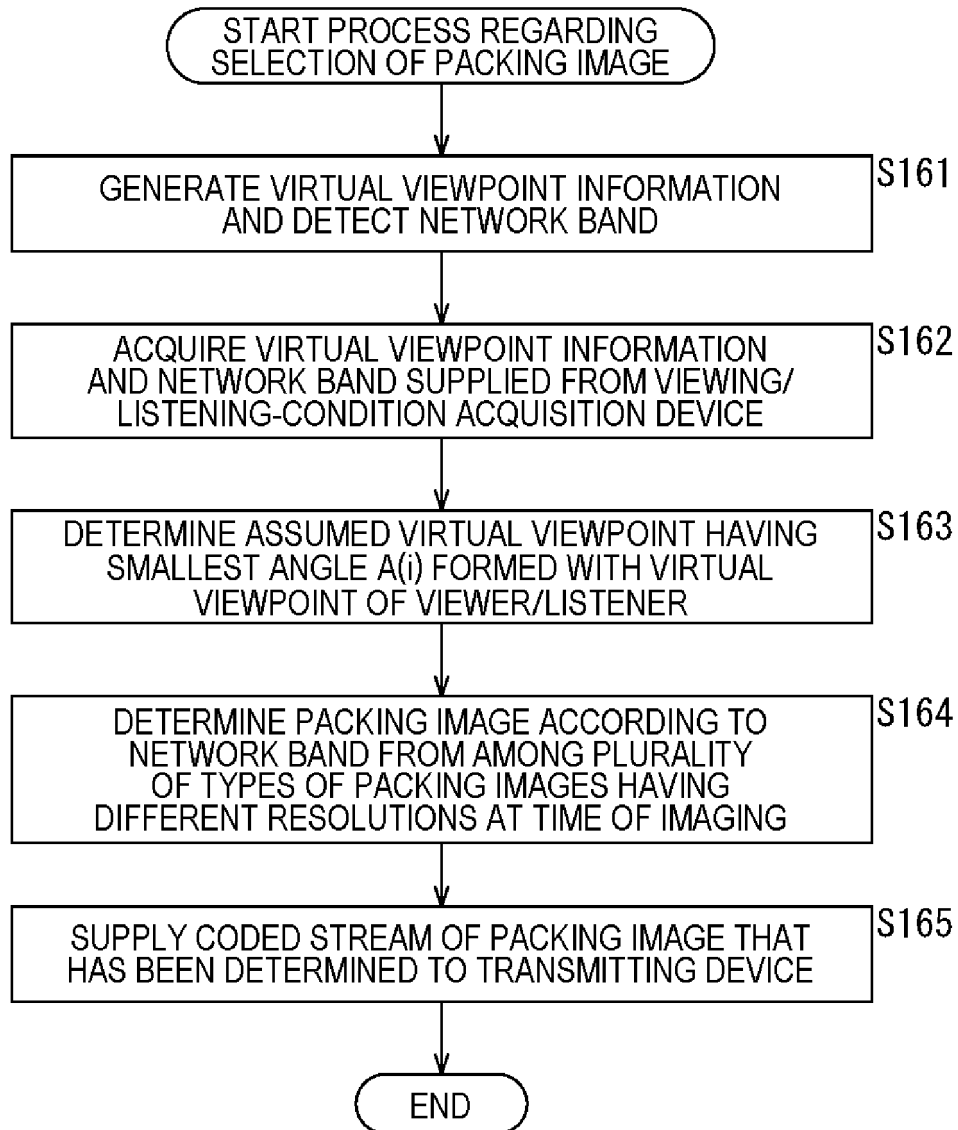 START PROCESS REGARDING
SELECTION OF PACKING IMAGE
S161
GENERATE VIRTUAL VIEWPOINT INFORMATION
AND DETECT NETWORK BAND
S162
ACQUIRE VIRTUAL VIEWPOINT INFORMATION
AND NETWORK BAND SUPPLIED FROM VIEWING/
LISTENING-CONDITION ACQUISITION DEVICE
S163
DETERMINE ASSUMED VIRTUAL VIEWPOINT HAVING
SMALLEST ANGLE A(i) FORMED WITH VIRTUAL
VIEWPOINT OF VIEWER/LISTENER
S164
DETERMINE PACKING IMAGE ACCORDING TO
NETWORK BAND FROM AMONG PLURALITY
OF TYPES OF PACKING IMAGES HAVING
DIFFERENT RESOLUTIONS AT TIME OF IMAGING
S165
SUPPLY CODED STREAM OF PACKING IMAGE THAT
HAS BEEN DETERMINED TO TRANSMITTING DEVICE
END